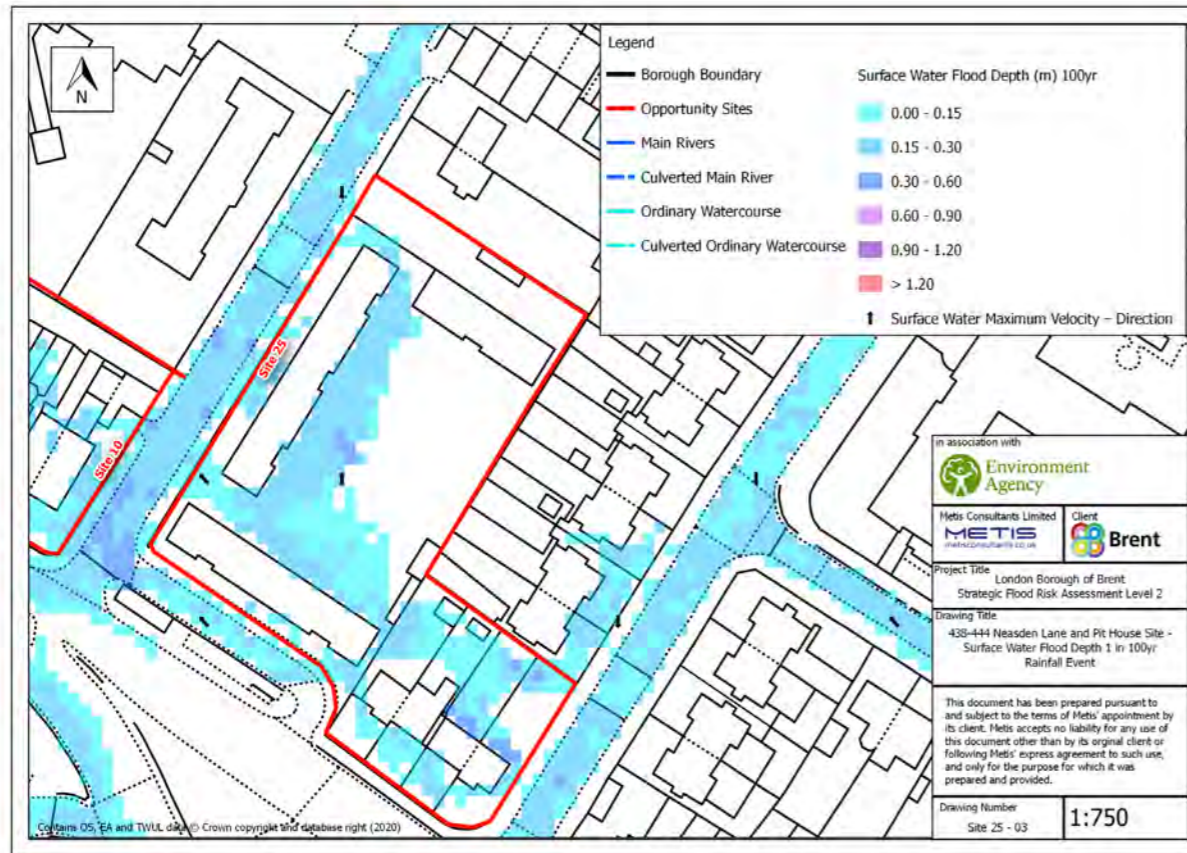 N
Legend
Borough Boundary
Opportunity Sites
Main Rivers
Culverted Main River
Ordinary Watercourse
Culverted Ordinary Watercourse
Surface Water Flood Depth (m) 100yr
0.00 - 0.15
0.15 - 0.30
0.30 - 0.60
0.60 - 0.90
0.90 - 1.20
> 1.20
Surface Water Maximum Velocity – Direction
Site 25
Site 10
in association with
Environment
Agency
Metis Consultants Limited
METIS
metisconsultants.co.uk
Client
Brent
Project Title
London Borough of Brent
Strategic Flood Risk Assessment Level 2
Drawing Title
438-444 Neasden Lane and Pit House Site -
Surface Water Flood Depth 1 in 100yr
Rainfall Event
This document has been prepared pursuant to
and subject to the terms of Metis' appointment by
its client. Metis accepts no liability for any use of
this document other than by its orginal client or
following Metis' express agreement to such use,
and only for the purpose for which it was
prepared and provided.
Drawing Number
Site 25 - 03
1:750
Contains OS, EA and TWUL data © Crown copyright and database right (2020)